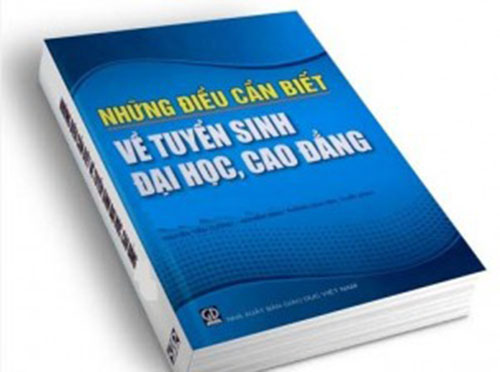 NHỮNG ĐIỀU CẦN BIẾT
VỀ TUYỂN SINH
ĐẠI HỌC, CAO ĐẲNG
NHÀ XUẤT BẢN GIÁO DỤC VIỆT NAM